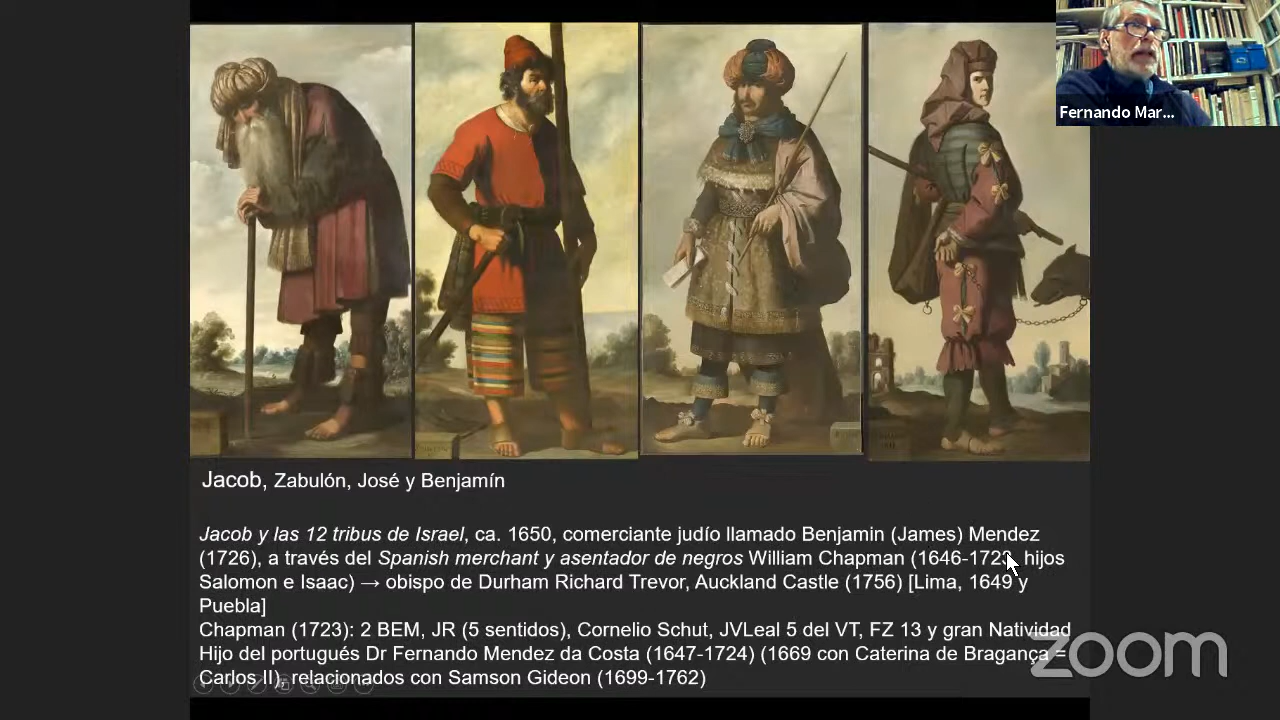 Fernando Mar...
Jacob, Zabulón, José y Benjamín
Jacob y las 12 tribus de Israel, ca. 1650, comerciante judío llamado Benjamin (James) Mendez
(1726), a través del Spanish merchant y asentador de negros William Chapman (1646-1723, hijos
Salomon e Isaac) → obispo de Durham Richard Trevor, Auckland Castle (1756) [Lima, 1649 y
Puebla]
Chapman (1723): 2 BEM, JR (5 sentidos), Cornelio Schut, JVLeal 5 del VT, FZ 13 y gran Natividad
Hijo del portugués Dr Fernando Mendez da Costa (1647-1724) (1669 con Caterina de Bragança =
Carlos II), relacionados con Samson Gideon (1699-1762)
zoom